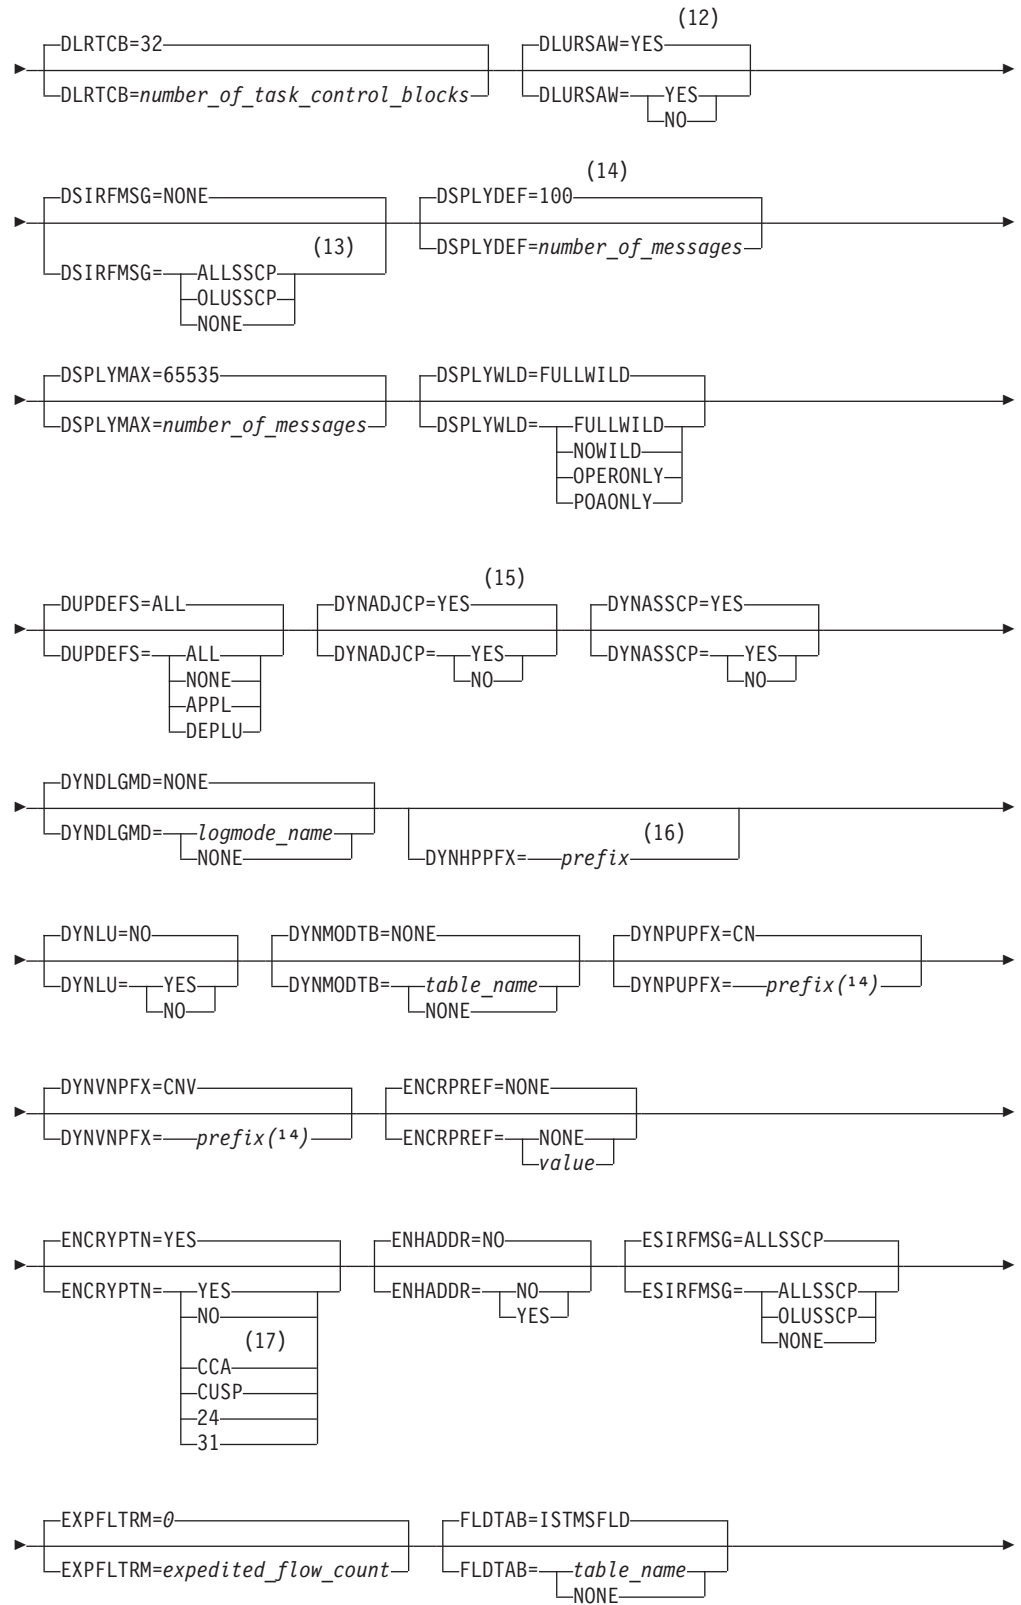 (12)
DLRTCB=32 DLURSAW=YES
DLRTCB=number_of_task_control_blocks DLURSAW= YES
NO
(14)
DSIRFMSG=NONE DSPLYDEF=100
(13) DSPLYDEF=number_of_messages
DSIRFMSG= ALLSSCP
OLUSSCP
NONE
DSPLYMAX=65535 DSPLYWLD=FULLWILD
DSPLYMAX=number_of_messages DSPLYWLD= FULLWILD
NOWILD
OPERONLY
POAONLY
(15)
DUPDEFS=ALL DYNADJCP=YES DYNASSCP=YES
DUPDEFS= ALL DYNADJCP= YES DYNASSCP= YES
NONE NO NO
APPL
DEPLU
DYNDLGMD=NONE
DYNDLGMD= logmode_name (16)
NONE DYNHPPFX= prefix
DYNLU=NO DYNMODTB=NONE DYNPUPFX=CN
DYNLU= YES DYNMODTB= table_name DYNPUPFX= prefix(14)
NO NONE
DYNVNPFX=CNV ENCRPREF=NONE
DYNVNPFX= prefix(14) ENCRPREF= NONE
value
ENCRYPTN=YES ENHADDR=NO ESIRFMSG=ALLSSCP
ENCRYPTN= YES ENHADDR= NO ESIRFMSG= ALLSSCP
NO YES OLUSSCP
(17) NONE
CCA
CUSP
24
31
EXPFLTRM=0 FLDTAB=ISTMSFLD
EXPFLTRM=expedited_flow_count FLDTAB= table_name
NONE